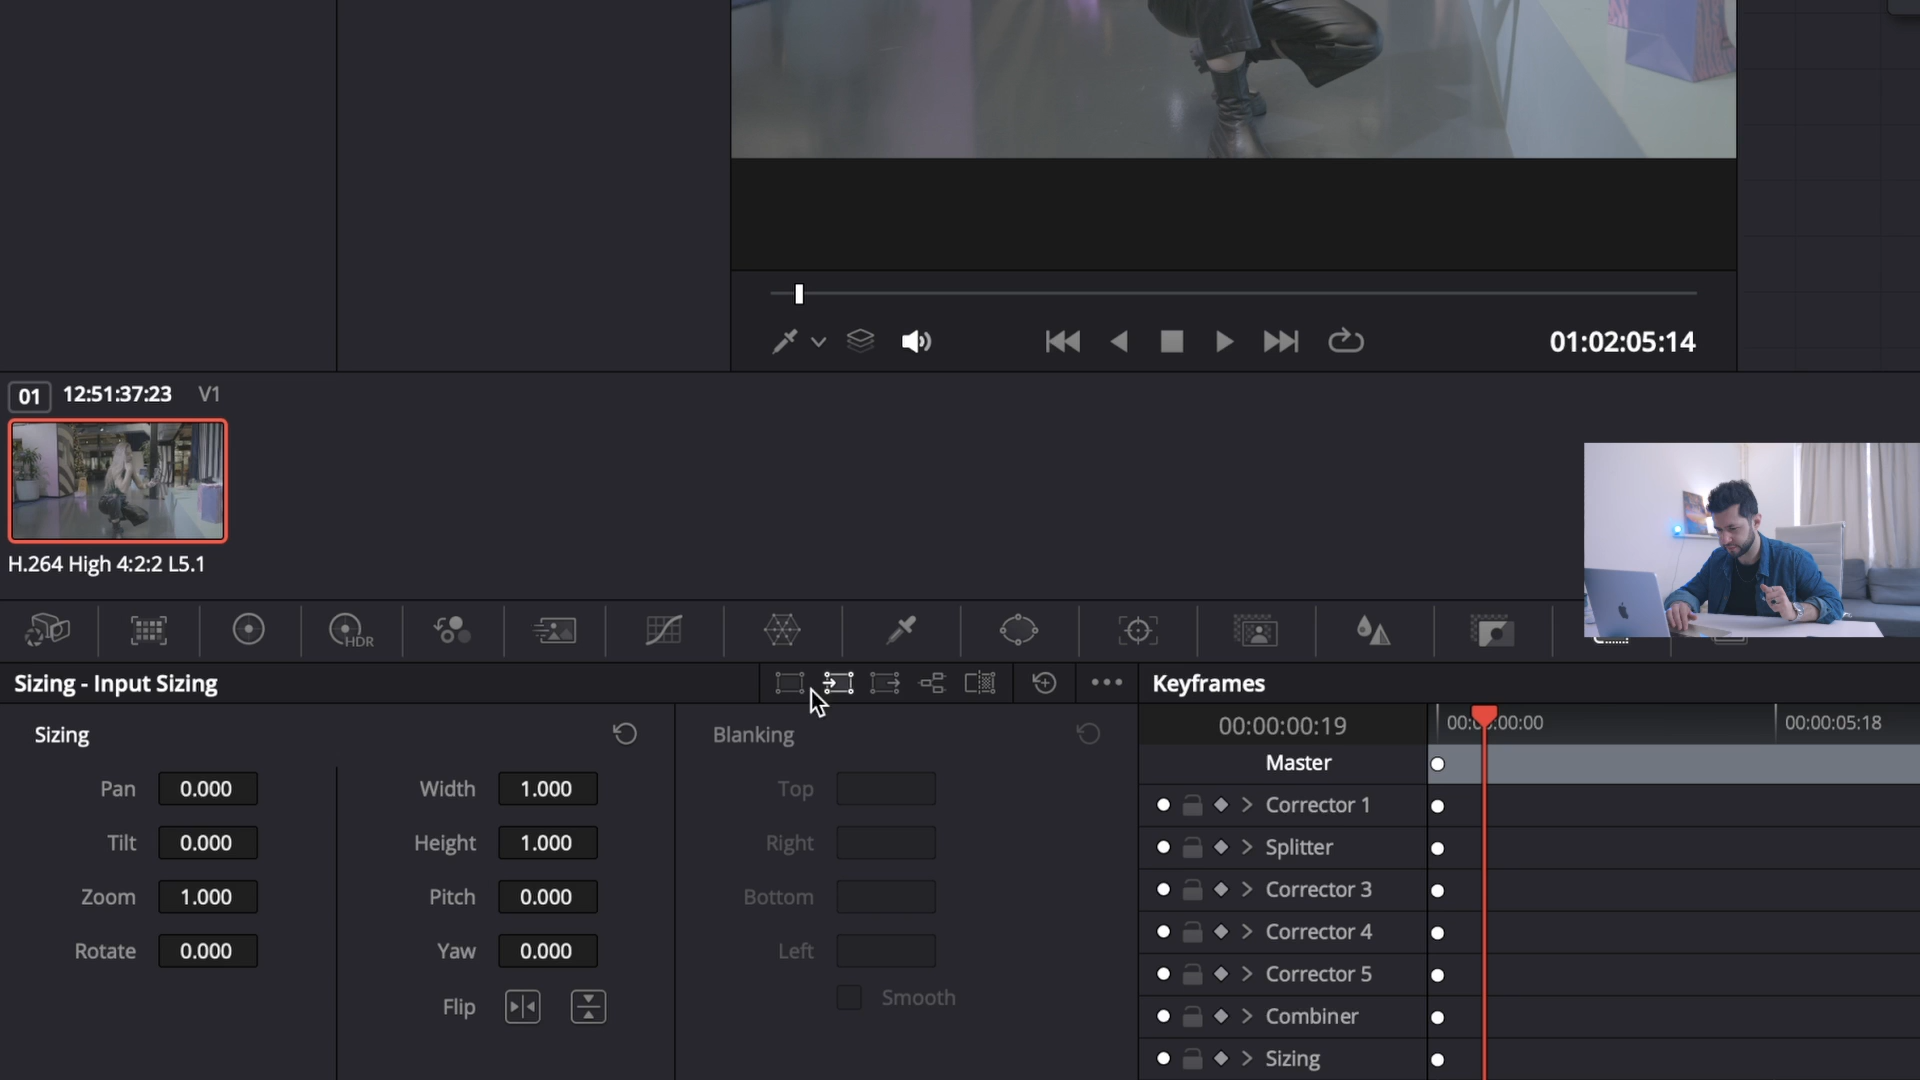 01:02:05:14
01 12:51:37:23 V1
H.264 High 4:2:2 L5.1
HDR
Sizing - Input Sizing
Keyframes
Sizing
Blanking
00:00:00:19
00:00:05:18
Master
Pan 0.000
Width 1.000
Top
Corrector 1
Tilt 0.000
Height 1.000
Right
Splitter
Zoom 1.000
Pitch 0.000
Bottom
Corrector 3
Rotate 0.000
Yaw 0.000
Left
Corrector 4
Corrector 5
Flip
Smooth
Combiner
Sizing